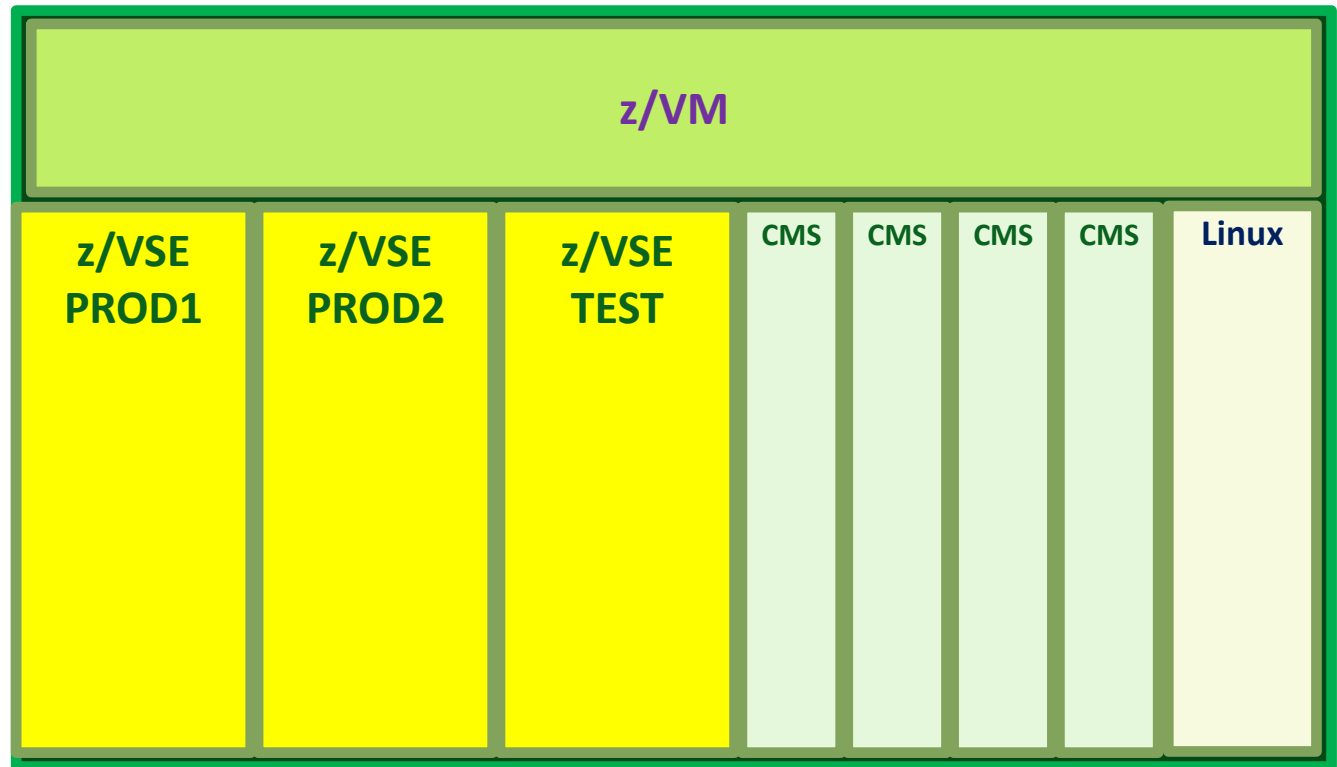 z/VM
z/VSE
PROD1
z/VSE
PROD2
z/VSE
TEST
CMS
CMS
CMS
CMS
Linux